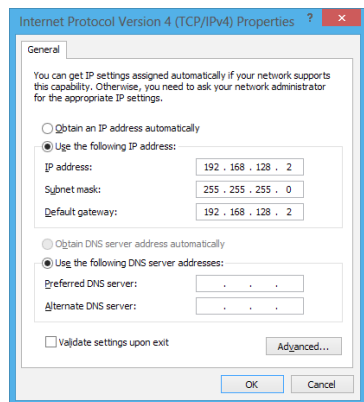 Internet Protocol Version 4 (TCP/IPv4) Properties ? ×
General
You can get IP settings assigned automatically if your network supports
this capability. Otherwise, you need to ask your network administrator
for the appropriate IP settings.
Obtain an IP address automatically
Use the following IP address:
IP address: 192 . 168 . 128 . 2
Subnet mask: 255 . 255 . 255 . 0
Default gateway: 192 . 168 . 128 . 2
Obtain DNS server address automatically
Use the following DNS server addresses:
Preferred DNS server: . . .
Alternate DNS server: . . .
Validate settings upon exit
Advanced...
OK Cancel